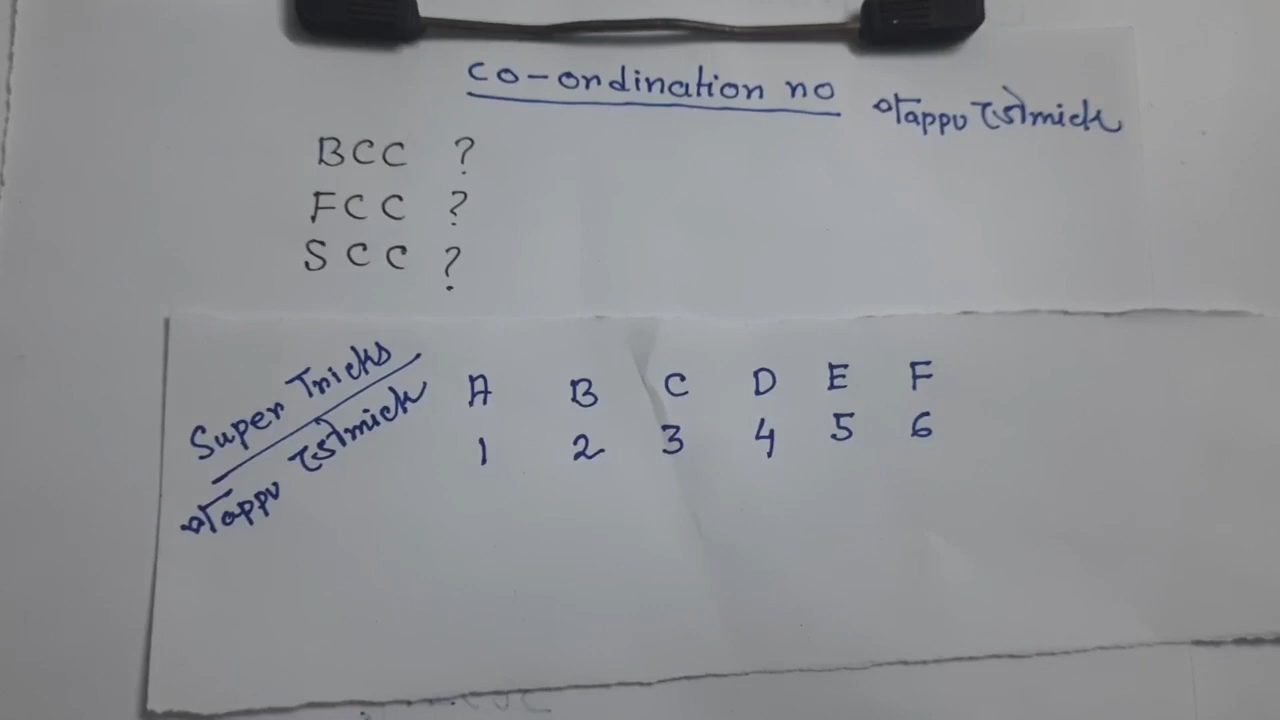 co-ordination no
BCC ?
FCC ?
SCC ?
Super Tricks
A B C D E F
1 2 3 4 5 6